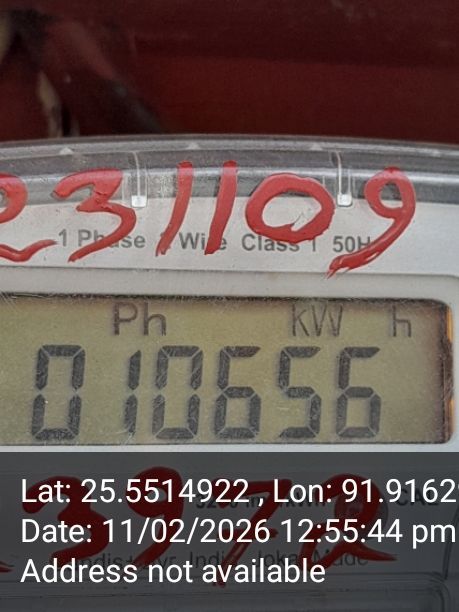 231109
1 Phase 2 Wire Class 1 50H
Ph KW h
010656
Lat: 25.5514922 , Lon: 91.9162
Date: 11/02/2026 12:55:44 pm
Address not available